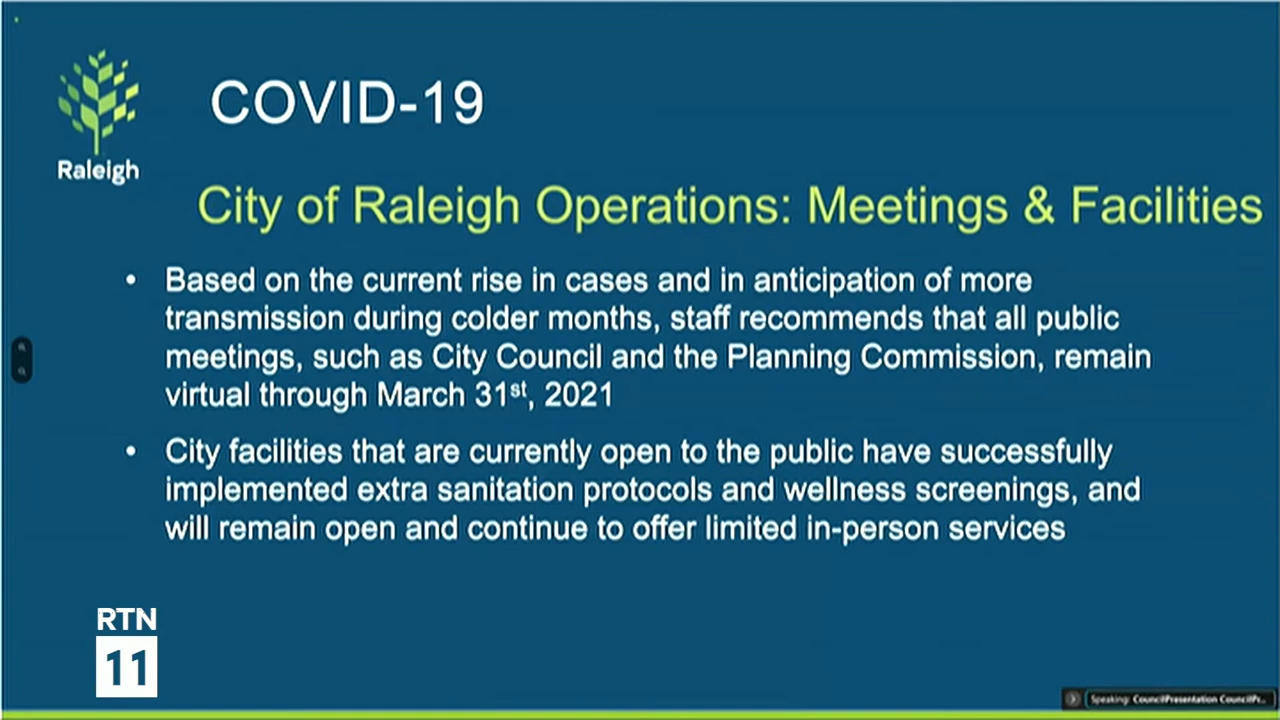 COVID-19
Raleigh
City of Raleigh Operations: Meetings & Facilities
• Based on the current rise in cases and in anticipation of more
transmission during colder months, staff recommends that all public
meetings, such as City Council and the Planning Commission, remain
virtual through March 31st, 2021
• City facilities that are currently open to the public have successfully
implemented extra sanitation protocols and wellness screenings, and
will remain open and continue to offer limited in-person services
RTN
11
Speaking: CouncilPresentation CouncilPr...